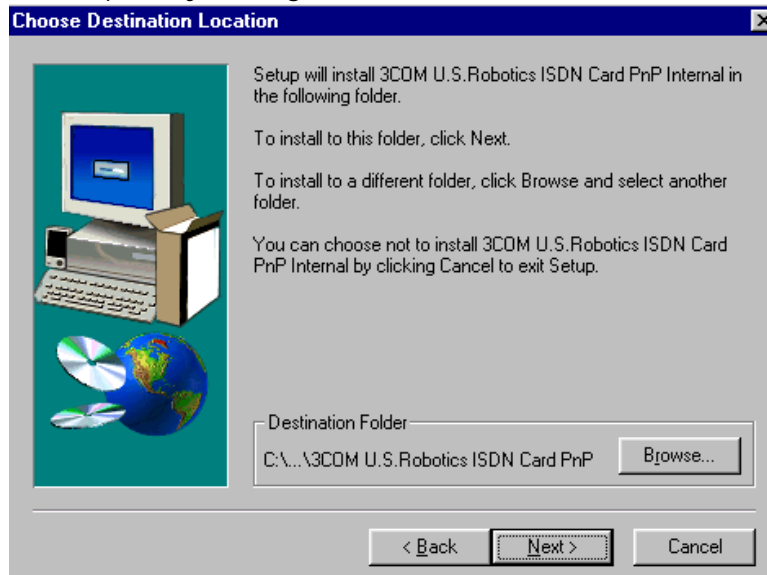 Choose Destination Location
Setup will install 3COM U.S.Robotics ISDN Card PnP Internal in
the following folder.
To install to this folder, click Next.
To install to a different folder, click Browse and select another
folder.
You can choose not to install 3COM U.S.Robotics ISDN Card
PnP Internal by clicking Cancel to exit Setup.
Destination Folder
C:\...\3COM U.S.Robotics ISDN Card PnP
Browse...
< Back
Next >
Cancel